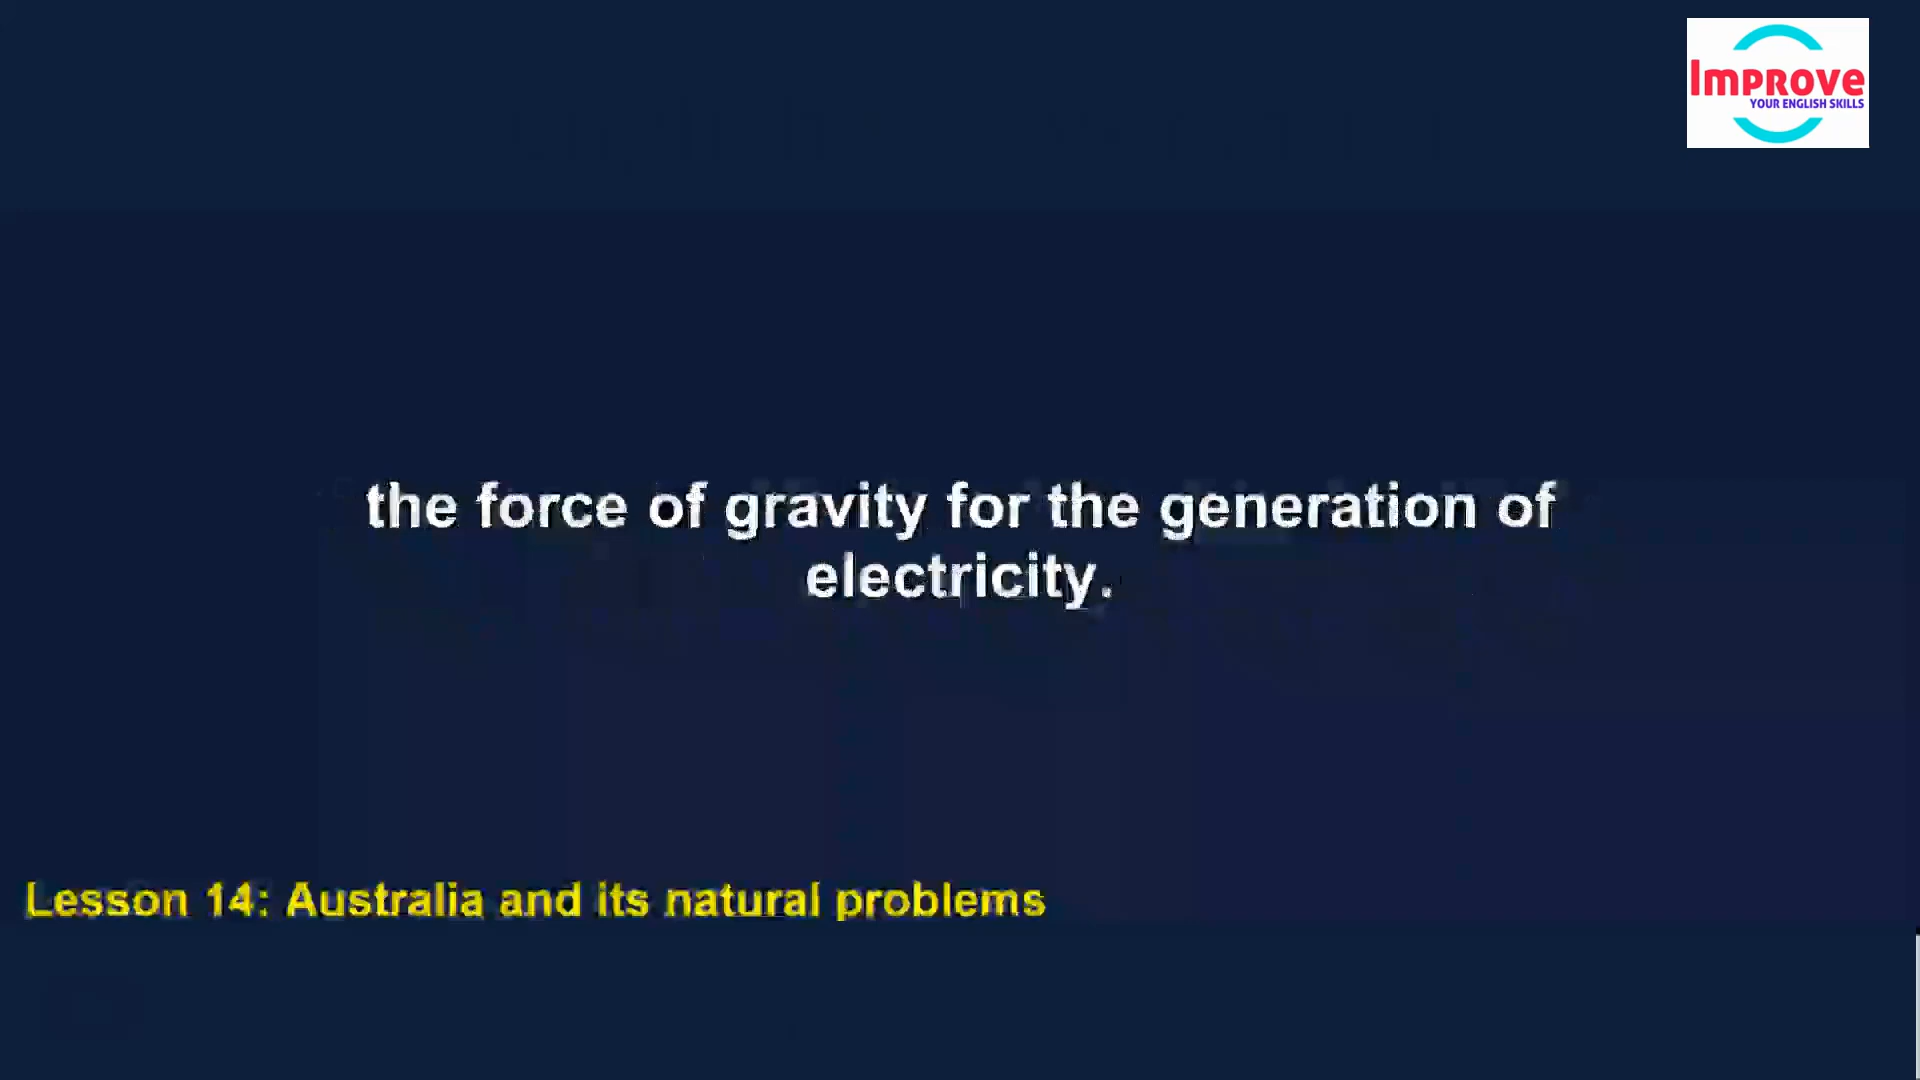 Improve
YOUR ENGLISH SKILLS
the force of gravity for the generation of
electricity.
Lesson 14: Australia and its natural problems